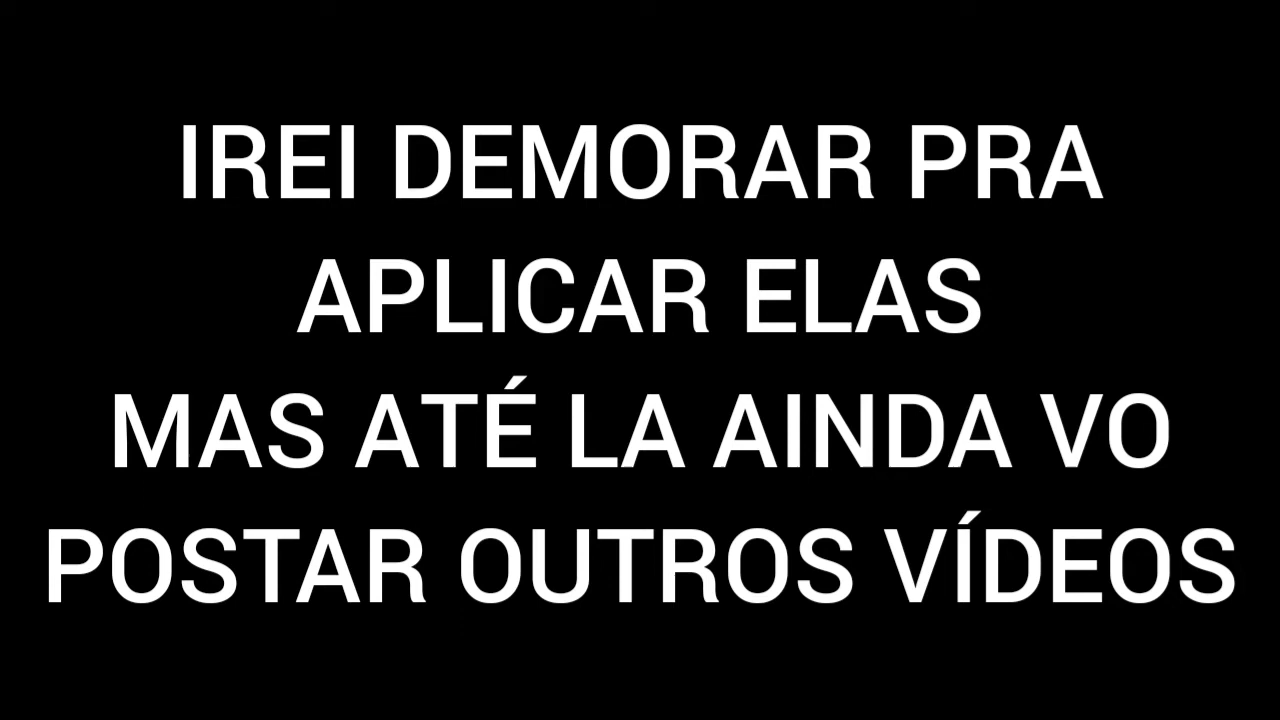 IREI DEMORAR PRA
APLICAR ELAS
MAS ATÉ LA AINDA VO
POSTAR OUTROS VÍDEOS